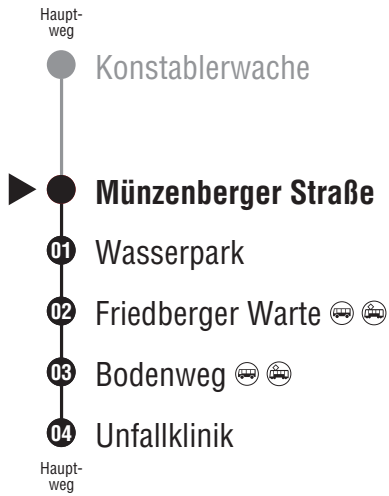 Haupt-
weg
Konstablerwache
Münzenberger Straße
01 Wasserpark
02 Friedberger Warte
03 Bodenweg
04 Unfallklinik
Haupt-
weg